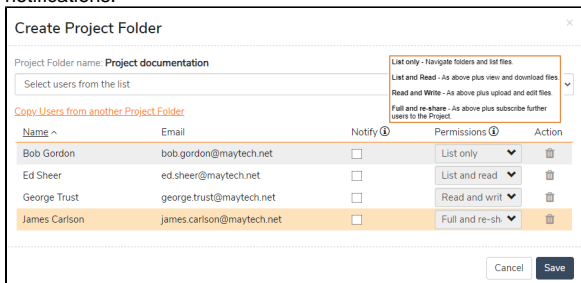 notifications.
Create Project Folder
×
Project Folder name: Project documentation
Select users from the list
List only - Navigate folders and list files.
List and Read - As above plus view and download files.
Read and Write - As above plus upload and edit files.
Full and re-share - As above plus subscribe further
users to the Project.
Copy Users from another Project Folder
Name Email Notify Permissions Action
Bob Gordon bob.gordon@maytech.net List only
Ed Sheer ed.sheer@maytech.net List and read
George Trust george.trust@maytech.net Read and writ
James Carlson james.carlson@maytech.net Full and re-sh
Cancel Save